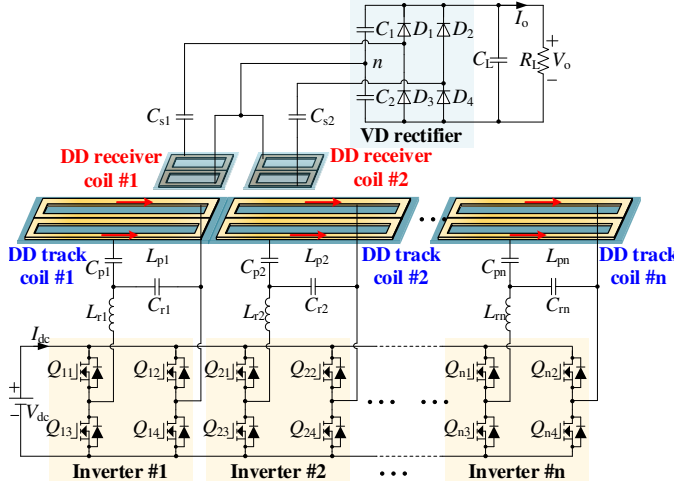 C1 D1 D2
Io
n
CL
RL
+
Vo
−
C2 D3 D4
VD rectifier
Cs1
Cs2
DD receiver
coil #1
DD receiver
coil #2
...
DD track
coil #1
Cp1
Lp1
Cr1
Lr1
DD track
coil #2
Cp2
Lp2
Cr2
Lr2
DD track
coil #n
Cpn
Lpn
Crn
Lrn
Idc
+
Vdc
−
Q11 Q12 Q21 Q22 Qn1 Qn2
... ...
Q13 Q14 Q23 Q24 Qn3 Qn4
Inverter #1 Inverter #2 ... Inverter #n